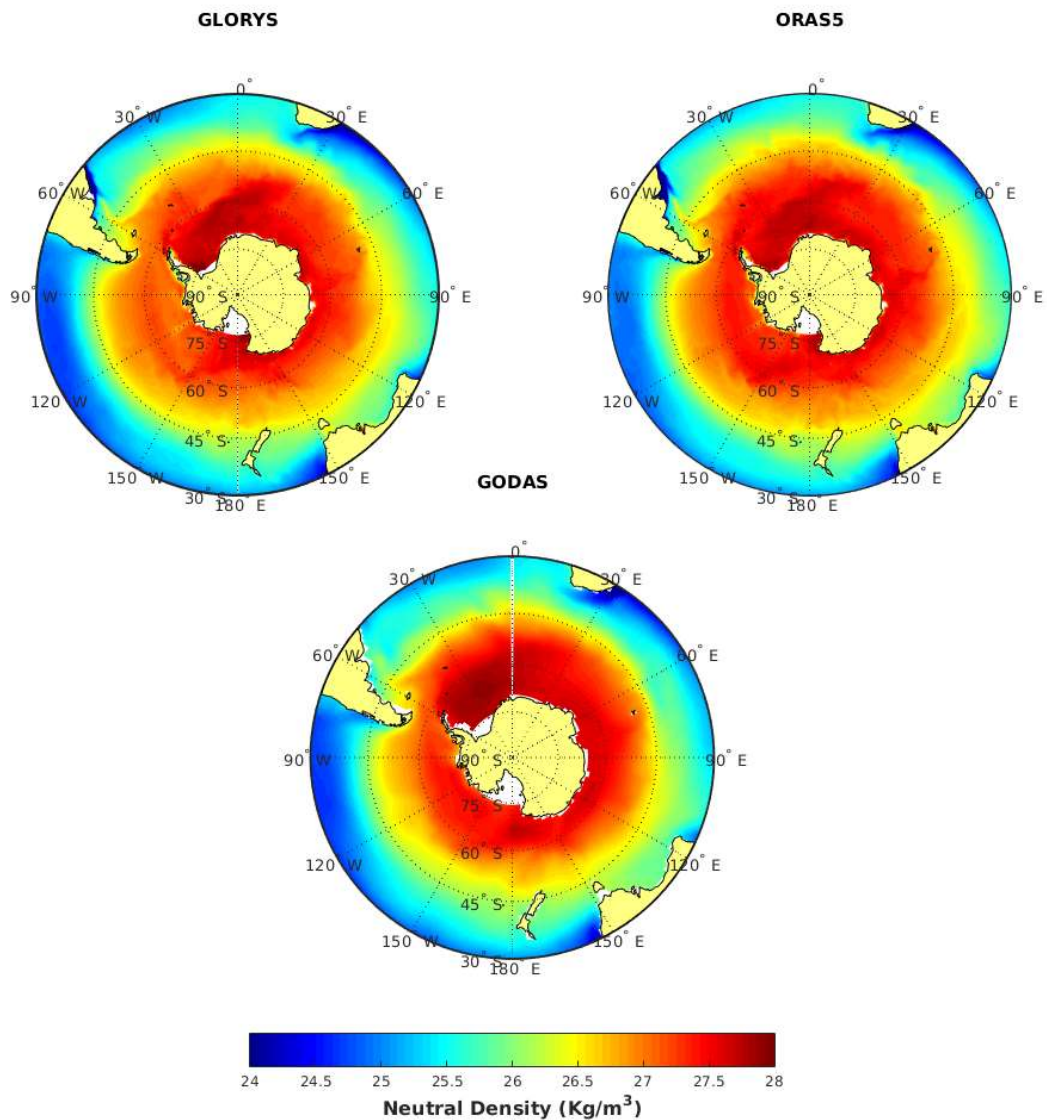 GLORYS
ORAS5
0°
30° W
30° E
60° W
60° E
90° W
90° S
90° E
75° S
60° S
120° W
120° E
45° S
150° W
150° E
30° S
180° E
0°
30° W
30° E
60° W
60° E
90° W
90° S
90° E
75° S
60° S
120° W
120° E
45° S
150° W
150° E
30° S
180° E
GODAS
0°
30° W
30° E
60° W
60° E
90° W
90° S
90° E
75° S
60° S
120° W
120° E
45° S
150° W
150° E
30° S
180° E
24 24.5 25 25.5 26 26.5 27 27.5 28
Neutral Density (Kg/m³)